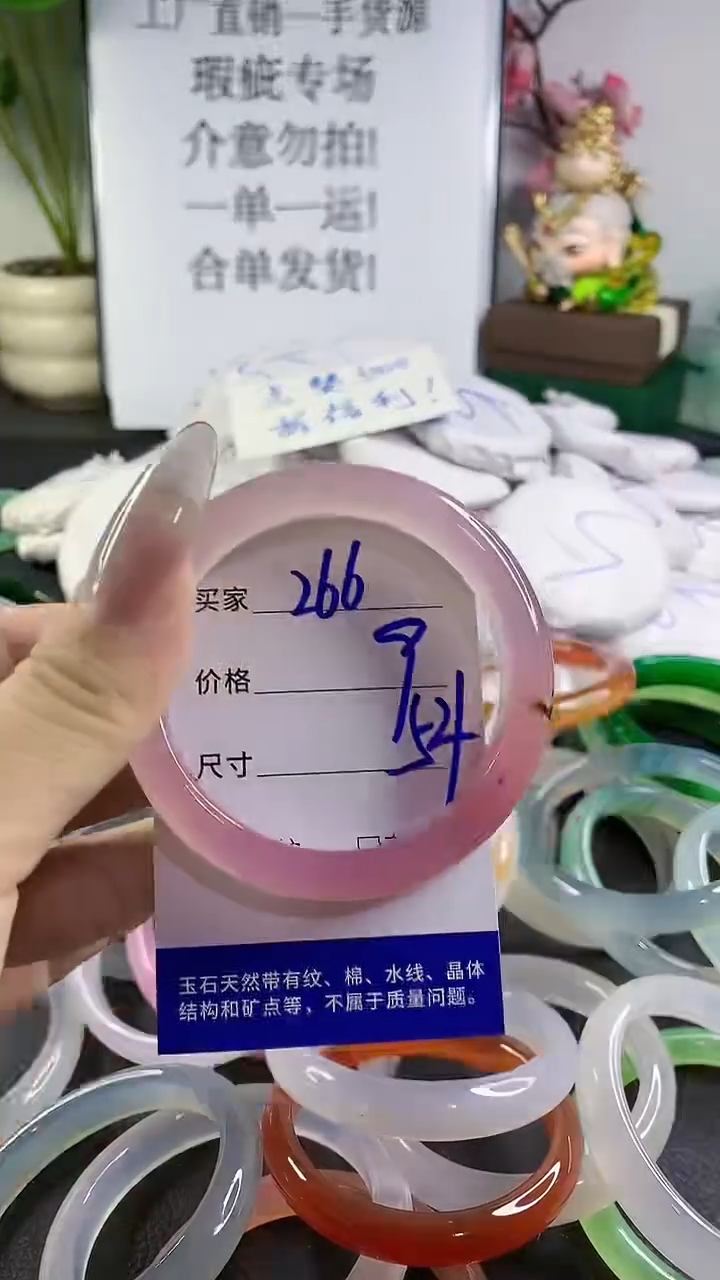 工厂直销一手货源
瑕疵专场
介意勿拍!
一单一运!
合单发货!
买家 266
价格
尺寸 54
玉石天然带有纹、棉、水线、晶体
结构和矿点等，不属于质量问题。